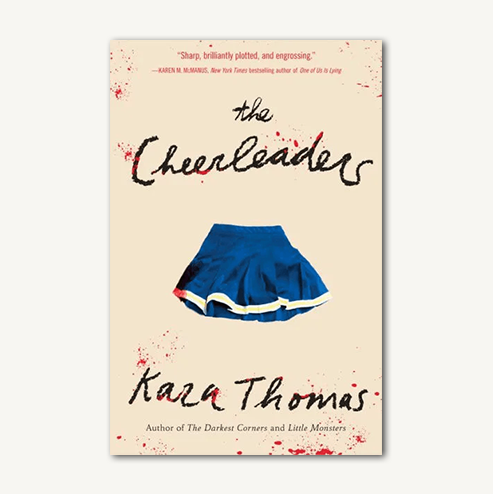 “Sharp, brilliantly plotted, and engrossing.”
—KAREN M. McMANUS, New York Times bestselling author of One of Us Is Lying
the
Cheerleaders
Kara Thomas
Author of The Darkest Corners and Little Monsters